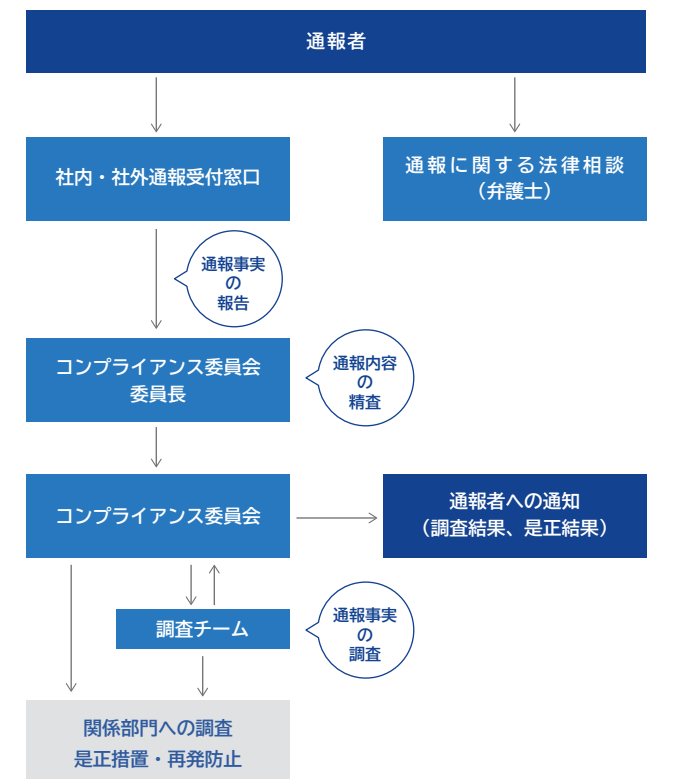 通報者
社内・社外通報受付窓口
通報に関する法律相談
（弁護士）
通報事実
の
報告
コンプライアンス委員会
委員長
通報内容
の
精査
コンプライアンス委員会
通報者への通知
（調査結果、是正結果）
調査チーム
通報事実
の
調査
関係部門への調査
是正措置・再発防止